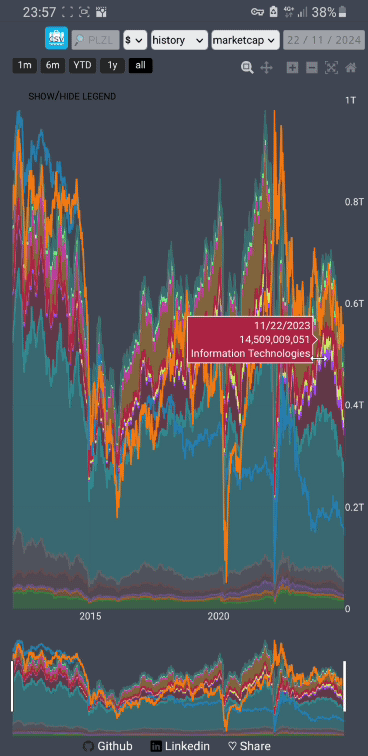 23:57
4G+
38%
CSV
PLZL
$
history
marketcap
22 / 11 / 2024
1m
6m
YTD
1y
all
SHOW/HIDE LEGEND
1T
0.8T
0.6T
11/22/2023
14,509,009,051
Information Technologies
0.4T
0.2T
0
2015
2020
Github
Linkedin
Share